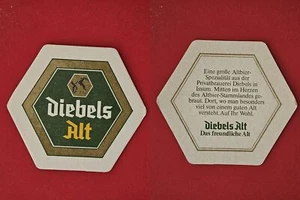 diebels
Alt
Eine große Altbier-
Spezialität aus der
Privatbrauerei Diebels in
Issum. Mitten im Herzen
des Altbier-Stammlandes ge-
braut. Dort, wo man besonders
viel von einem guten Alt
versteht. Auf Ihr Wohl.
diebels Alt
Das freundliche Alt